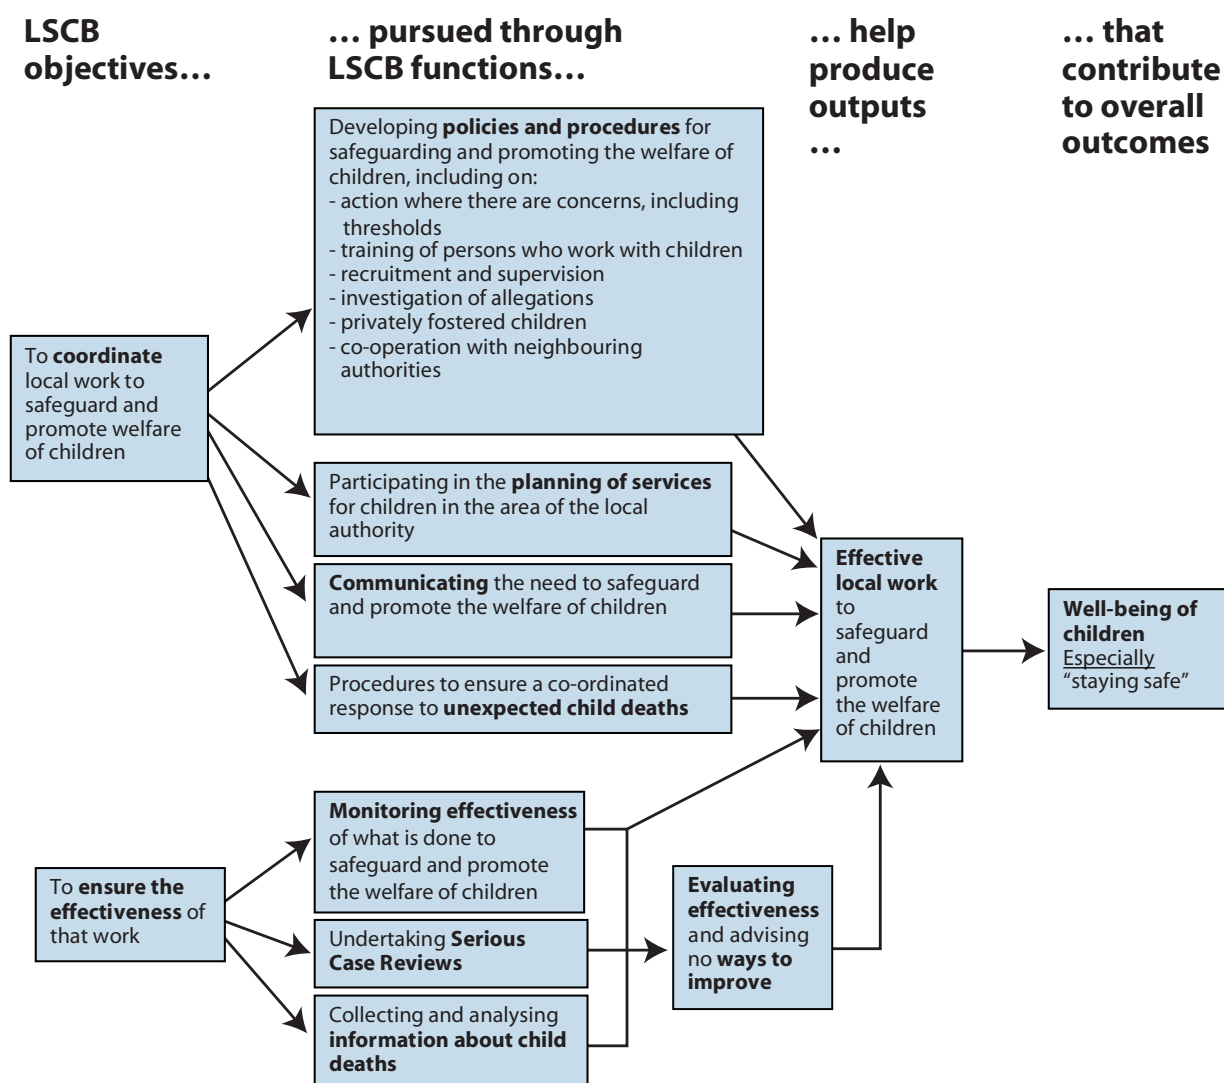 LSCB
objectives…
… pursued through
LSCB functions…
… help
produce
outputs
…
… that
contribute
to overall
outcomes
To coordinate
local work to
safeguard and
promote welfare
of children
Developing policies and procedures for
safeguarding and promoting the welfare of
children, including on:
- action where there are concerns, including
thresholds
- training of persons who work with children
- recruitment and supervision
- investigation of allegations
- privately fostered children
- co-operation with neighbouring
authorities
Participating in the planning of services
for children in the area of the local
authority
Communicating the need to safeguard
and promote the welfare of children
Procedures to ensure a co-ordinated
response to unexpected child deaths
To ensure the
effectiveness of
that work
Monitoring effectiveness
of what is done to
safeguard and promote
the welfare of children
Undertaking Serious
Case Reviews
Collecting and analysing
information about child
deaths
Evaluating
effectiveness
and advising
no ways to
improve
Effective
local work
to
safeguard
and
promote
the welfare
of children
Well-being of
children
Especially
“staying safe”